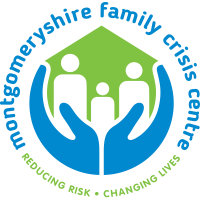 montgomeryshire family crisis centre
REDUCING RISK • CHANGING LIVES